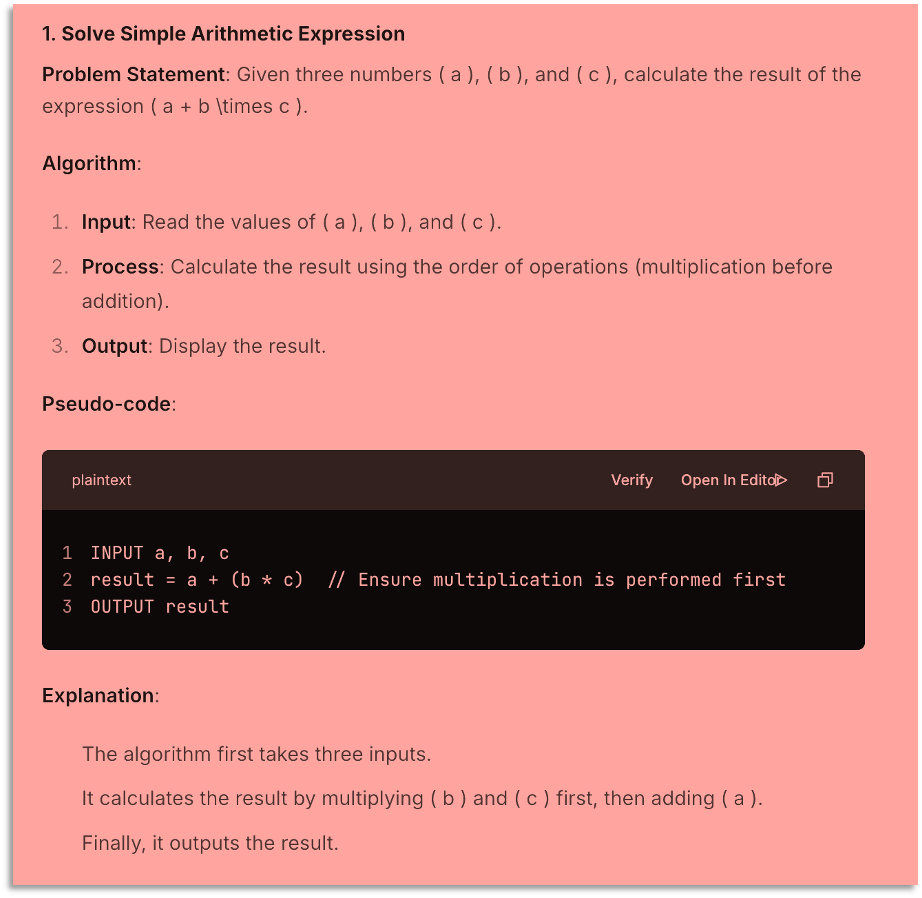 1. Solve Simple Arithmetic Expression
Problem Statement: Given three numbers ( a ), ( b ), and ( c ), calculate the result of the
expression ( a + b \times c ).
Algorithm:
1. Input: Read the values of ( a ), ( b ), and ( c ).
2. Process: Calculate the result using the order of operations (multiplication before
addition).
3. Output: Display the result.
Pseudo-code:
plaintext Verify Open In Editor
1 INPUT a, b, c
2 result = a + (b * c)  // Ensure multiplication is performed first
3 OUTPUT result
Explanation:
The algorithm first takes three inputs.
It calculates the result by multiplying ( b ) and ( c ) first, then adding ( a ).
Finally, it outputs the result.